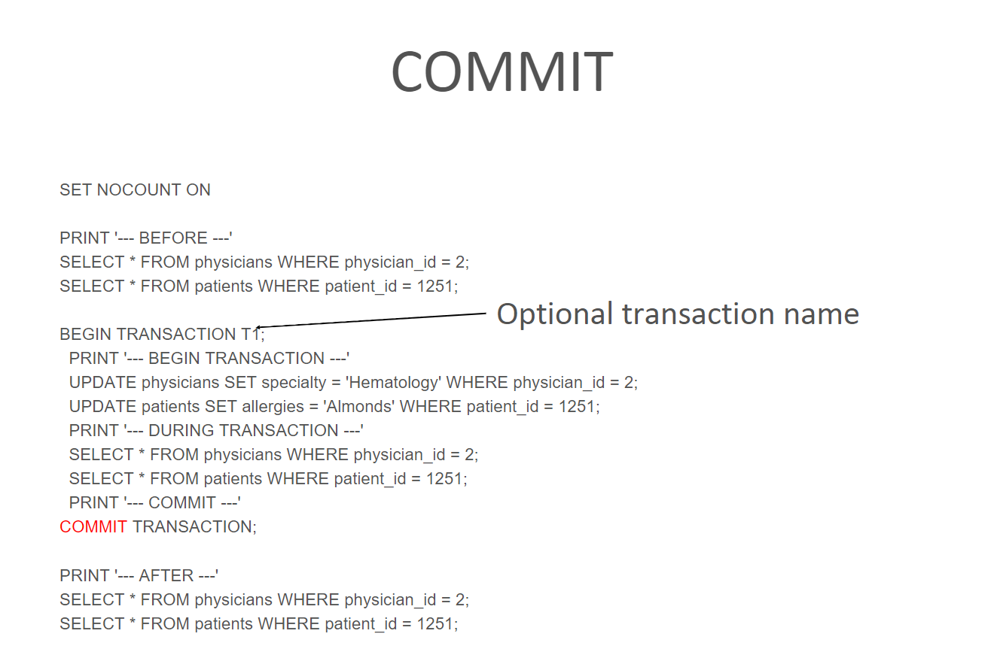 COMMIT
SET NOCOUNT ON
PRINT '--- BEFORE ---'
SELECT * FROM physicians WHERE physician_id = 2;
SELECT * FROM patients WHERE patient_id = 1251;
Optional transaction name
BEGIN TRANSACTION T1;
PRINT '--- BEGIN TRANSACTION ---'
UPDATE physicians SET specialty = 'Hematology' WHERE physician_id = 2;
UPDATE patients SET allergies = 'Almonds' WHERE patient_id = 1251;
PRINT '--- DURING TRANSACTION ---'
SELECT * FROM physicians WHERE physician_id = 2;
SELECT * FROM patients WHERE patient_id = 1251;
PRINT '--- COMMIT ---'
COMMIT TRANSACTION;
PRINT '--- AFTER ---'
SELECT * FROM physicians WHERE physician_id = 2;
SELECT * FROM patients WHERE patient_id = 1251;